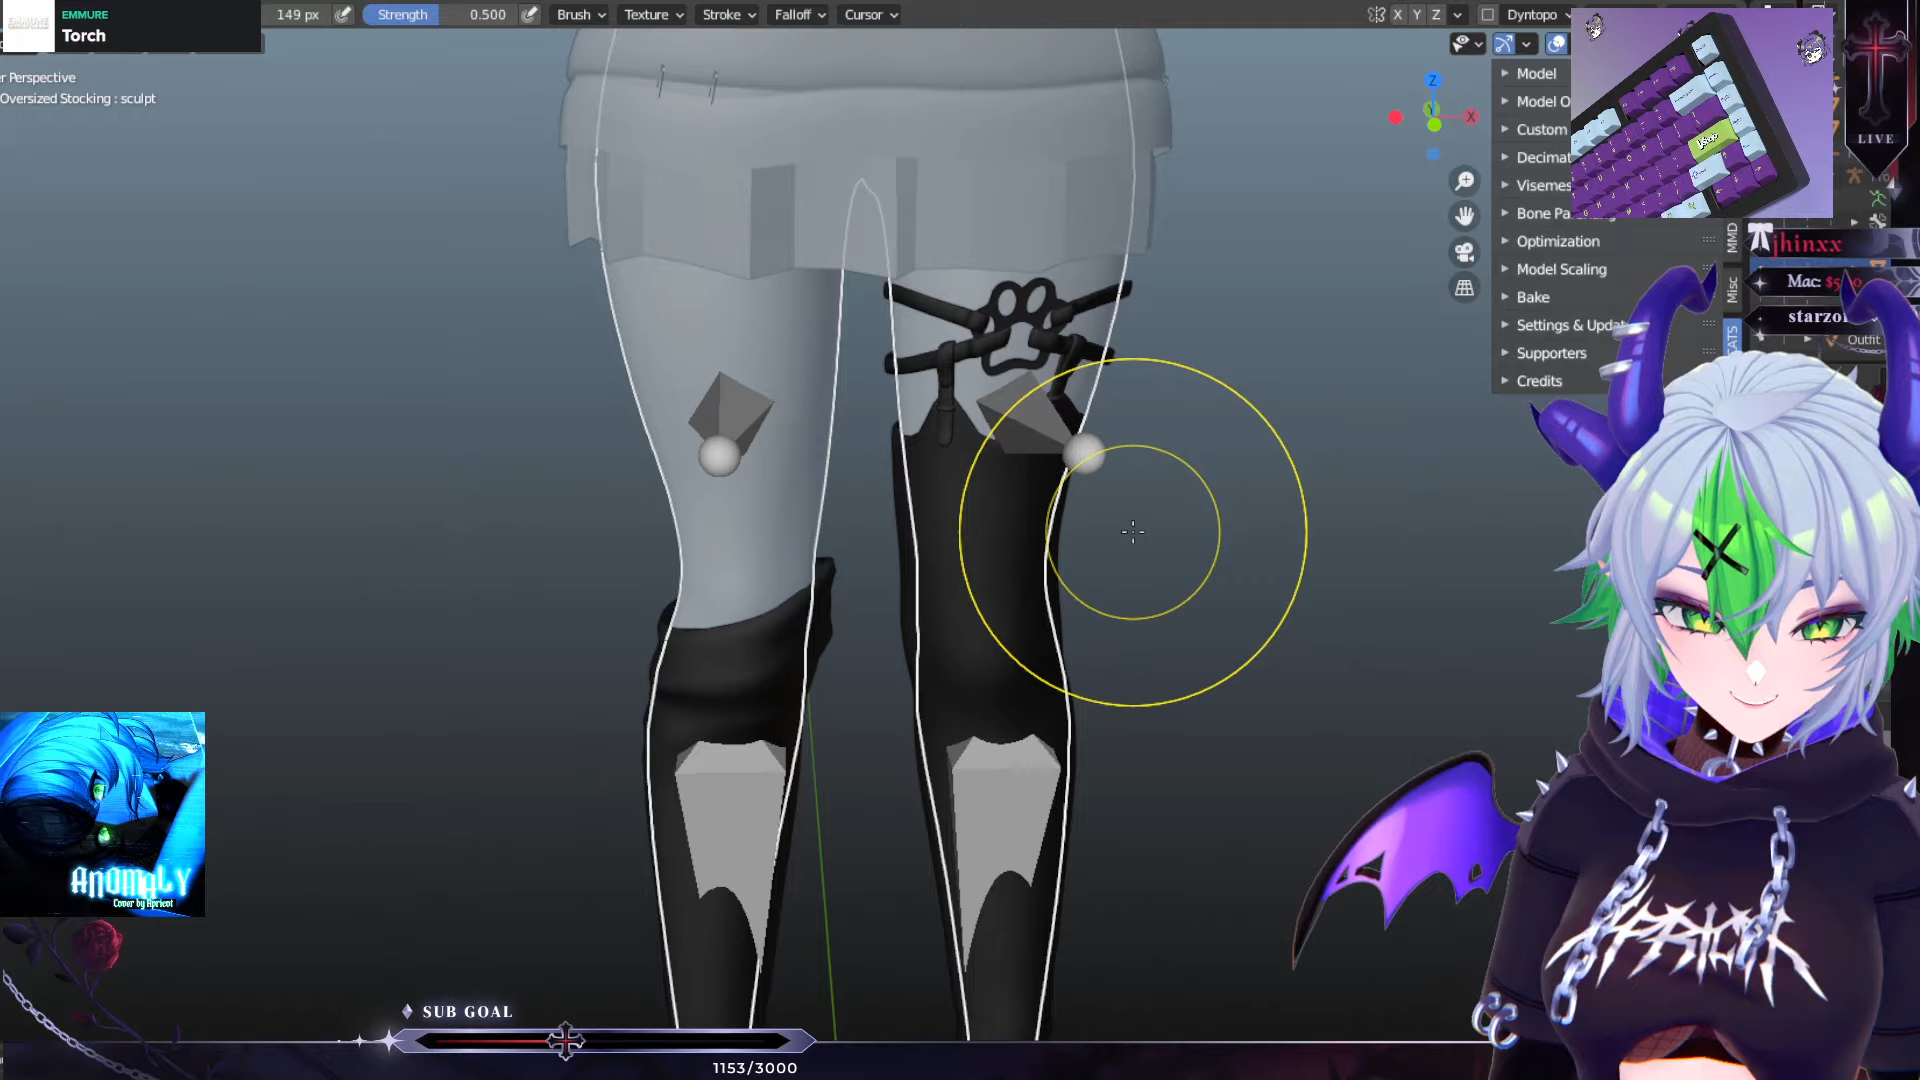 EMMURE
Torch
149 px
Strength 0.500
Brush
Texture
Stroke
Falloff
Cursor
X Y Z
Dyntopo
r Perspective
Oversized Stocking : sculpt
Z
Y
X
Model
Model O
Custom
Decimat
Visemes
Bone Pa
Optimization
Model Scaling
Bake
Settings & Updat
Supporters
Credits
MMD
Misc
CATS
LIVE
jhinxx
Mac:
starzo
Outfit
ANOMALY
Cover by Apricot
APRICOT
SUB GOAL
1153/3000